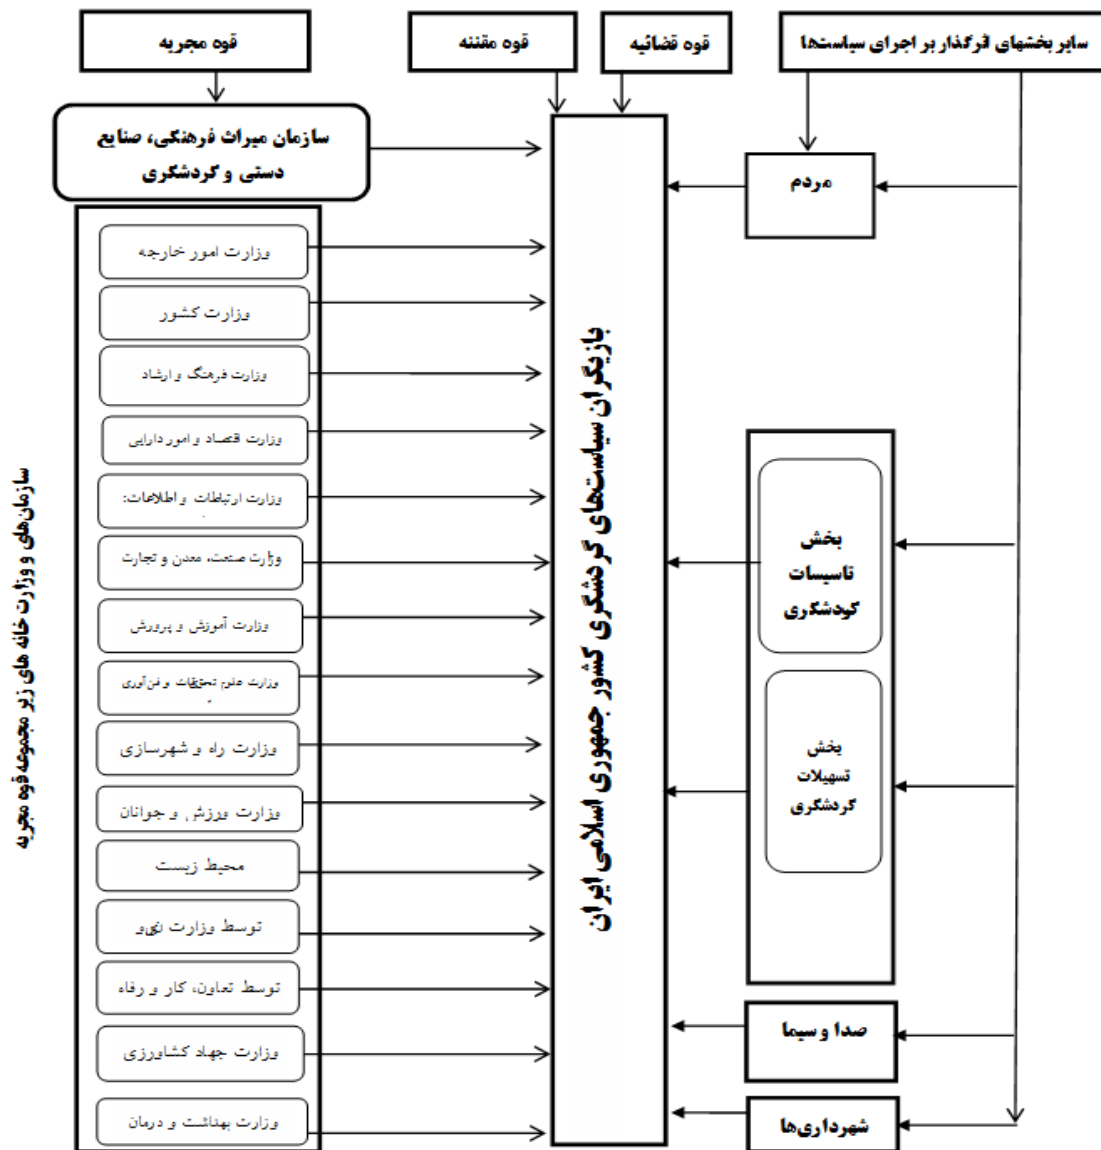 سایر بخشهای اثرگذار بر اجرای سیاست‌ها
قوه قضائیه
قوه مقننه
قوه مجریه
سازمان میراث فرهنگی، صنایع
دستی و گردشگری
وزارت امور خارجه
وزارت کشور
وزارت فرهنگ و ارشاد
وزارت قتصاد و امور دارایی
وزارت ارتباطات و اطلاعات:
وزارت صنعت، معدن و تجارت
وزارت آموزش و پرورش
وزارت علوم تحقیقات و فن‌آوری
وزارت راه و شهرسازی
وزارت ورزش و جوانان
محیط زیست
توسط وزارت
توسط تعاون، کار و رفاه
وزارت جهاد کشاورزی
وزارت بهداشت و درمان
سازمان‌های و وزارت خانه های زیر مجموعه قوه مجریه
بازیگران سیاست‌های گردشگری کشور جمهوری اسلامی ایران
مردم
بخش
تاسیسات
گردشگری
بخش
تسهیلات
گردشگری
صدا و سیما
شهرداری‌ها